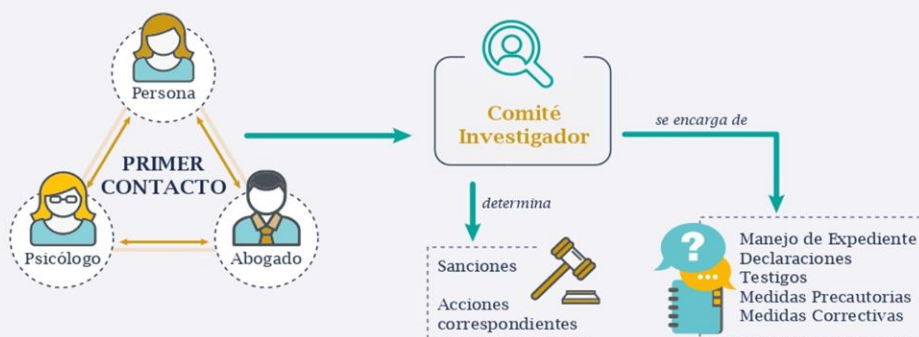 Persona
PRIMER
CONTACTO
Psicólogo
Abogado
Comité
Investigador
se encarga de
determina
Sanciones
Acciones
correspondientes
?
Manejo de Expediente
Declaraciones
Testigos
Medidas Precautorias
Medidas Correctivas